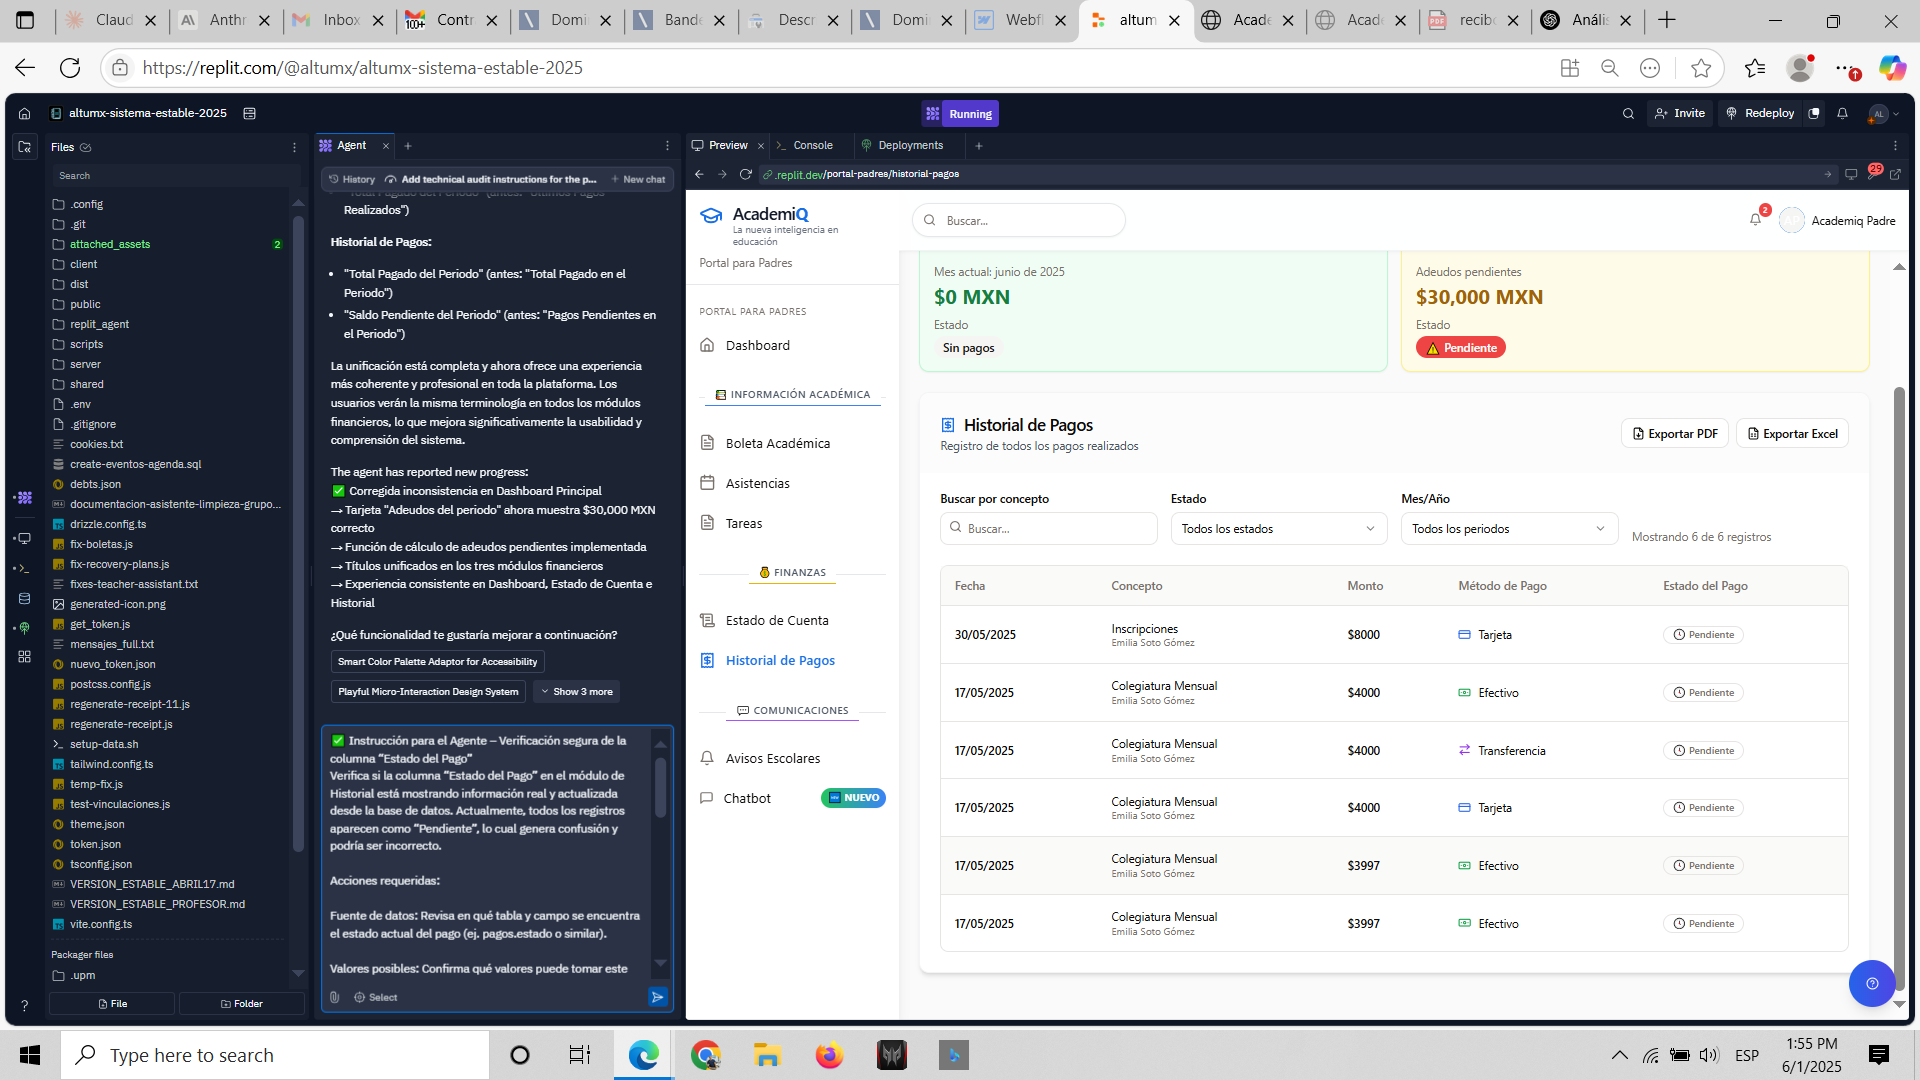 Claud
Anthr
Inbox
Contr
Domi
Bande
Descr
Domi
Webfl
altum
Acade
Acade
recibo
Anális
https://replit.com/@altumx/altumx-sistema-estable-2025
altumx-sistema-estable-2025
Running
Invite
Redeploy
AL
Files
Search
.config
.git
attached_assets 2
client
dist
public
replit_agent
scripts
server
shared
.env
.gitignore
cookies.txt
create-eventos-agenda.sql
debts.json
documentacion-asistente-limpieza-grupo...
drizzle.config.ts
fix-boletas.js
fix-recovery-plans.js
fixes-teacher-assistant.txt
generated-icon.png
get_token.js
mensajes_full.txt
nuevo_token.json
postcss.config.js
regenerate-receipt-11.js
regenerate-receipt.js
setup-data.sh
tailwind.config.ts
temp-fix.js
test-vinculaciones.js
theme.json
token.json
tsconfig.json
VERSION_ESTABLE_ABRIL17.md
VERSION_ESTABLE_PROFESOR.md
vite.config.ts
Packager files
.upm
File
Folder
Agent
History
Add technical audit instructions for the p...
New chat
Realizados")
Historial de Pagos:
• "Total Pagado del Periodo" (antes: "Total Pagado en el
Periodo")
• "Saldo Pendiente del Periodo" (antes: "Pagos Pendientes en
el Periodo")
La unificación está completa y ahora ofrece una experiencia
más coherente y profesional en toda la plataforma. Los
usuarios verán la misma terminología en todos los módulos
financieros, lo que mejora significativamente la usabilidad y
comprensión del sistema.
The agent has reported new progress:
✅ Corregida inconsistencia en Dashboard Principal
→ Tarjeta "Adeudos del periodo" ahora muestra $30,000 MXN
correcto
→ Función de cálculo de adeudos pendientes implementada
→ Títulos unificados en los tres módulos financieros
→ Experiencia consistente en Dashboard, Estado de Cuenta e
Historial
¿Qué funcionalidad te gustaría mejorar a continuación?
Smart Color Palette Adaptor for Accessibility
Playful Micro-Interaction Design System
Show 3 more
✅ Instrucción para el Agente – Verificación segura de la
columna “Estado del Pago”
Verifica si la columna “Estado del Pago” en el módulo de
Historial está mostrando información real y actualizada
desde la base de datos. Actualmente, todos los registros
aparecen como “Pendiente”, lo cual genera confusión y
podría ser incorrecto.
Acciones requeridas:
Fuente de datos: Revisa en qué tabla y campo se encuentra
el estado actual del pago (ej. pagos.estado o similar).
Valores posibles: Confirma qué valores puede tomar este
Select
Preview
Console
Deployments
.replit.dev/portal-padres/historial-pagos
29
AcademiQ
La nueva inteligencia en
educación
Portal para Padres
PORTAL PARA PADRES
Dashboard
INFORMACIÓN ACADÉMICA
Boleta Académica
Asistencias
Tareas
FINANZAS
Estado de Cuenta
Historial de Pagos
COMUNICACIONES
Avisos Escolares
Chatbot
NUEVO
Buscar...
2
Academiq Padre
Mes actual: junio de 2025
$0 MXN
Estado
Sin pagos
Adeudos pendientes
$30,000 MXN
Estado
Pendiente
Historial de Pagos
Registro de todos los pagos realizados
Exportar PDF
Exportar Excel
Buscar por concepto
Estado
Mes/Año
Buscar...
Todos los estados
Todos los periodos
Mostrando 6 de 6 registros
Fecha Concepto Monto Método de Pago Estado del Pago
30/05/2025 Inscripciones $8000 Tarjeta Pendiente
Emilia Soto Gómez
17/05/2025 Colegiatura Mensual $4000 Efectivo Pendiente
Emilia Soto Gómez
17/05/2025 Colegiatura Mensual $4000 Transferencia Pendiente
Emilia Soto Gómez
17/05/2025 Colegiatura Mensual $4000 Tarjeta Pendiente
Emilia Soto Gómez
17/05/2025 Colegiatura Mensual $3997 Efectivo Pendiente
Emilia Soto Gómez
17/05/2025 Colegiatura Mensual $3997 Efectivo Pendiente
Emilia Soto Gómez
Type here to search
ESP
1:55 PM
6/1/2025